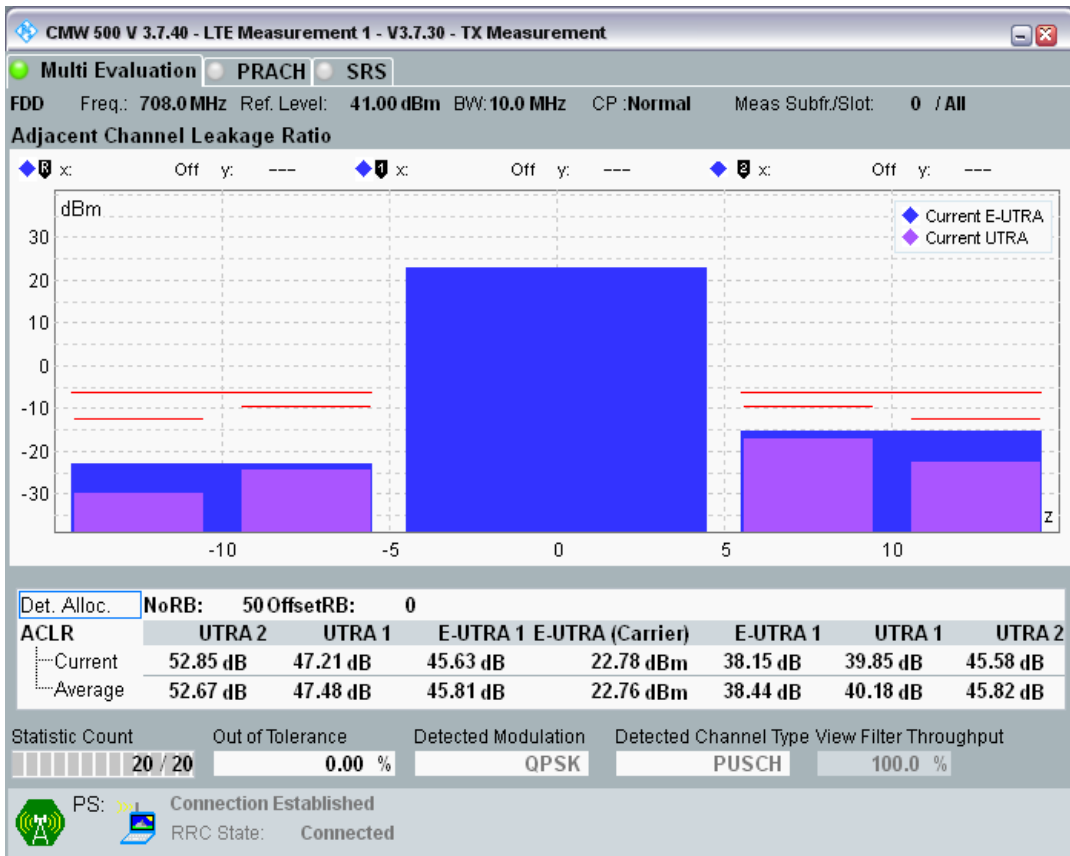 CMW 500 V 3.7.40 - LTE Measurement 1 - V3.7.30 - TX Measurement
Multi Evaluation PRACH SRS
FDD Freq.: 708.0 MHz Ref. Level: 41.00 dBm BW: 10.0 MHz CP :Normal Meas Subfr./Slot: 0 / All
Adjacent Channel Leakage Ratio
R x: Off y: --- 1 x: Off y: --- 2 x: Off y: ---
dBm
Current E-UTRA
Current UTRA
30
20
10
0
-10
-20
-30
z
-10 -5 0 5 10
Det. Alloc. NoRB: 50 OffsetRB: 0
ACLR UTRA 2 UTRA 1 E-UTRA 1 E-UTRA (Carrier) E-UTRA 1 UTRA 1 UTRA 2
Current 52.85 dB 47.21 dB 45.63 dB 22.78 dBm 38.15 dB 39.85 dB 45.58 dB
Average 52.67 dB 47.48 dB 45.81 dB 22.76 dBm 38.44 dB 40.18 dB 45.82 dB
Statistic Count Out of Tolerance Detected Modulation Detected Channel Type View Filter Throughput
20 / 20 0.00 % QPSK PUSCH 100.0 %
PS: Connection Established
RRC State: Connected